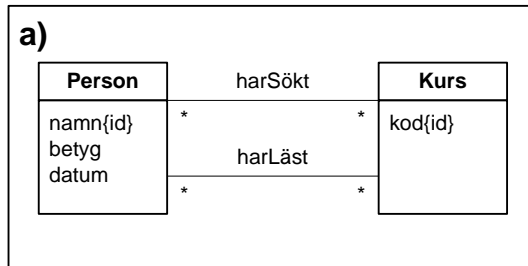 a)
Person
harSökt
Kurs
namn{id}
*
*
kod{id}
betyg
harLäst
datum
*
*